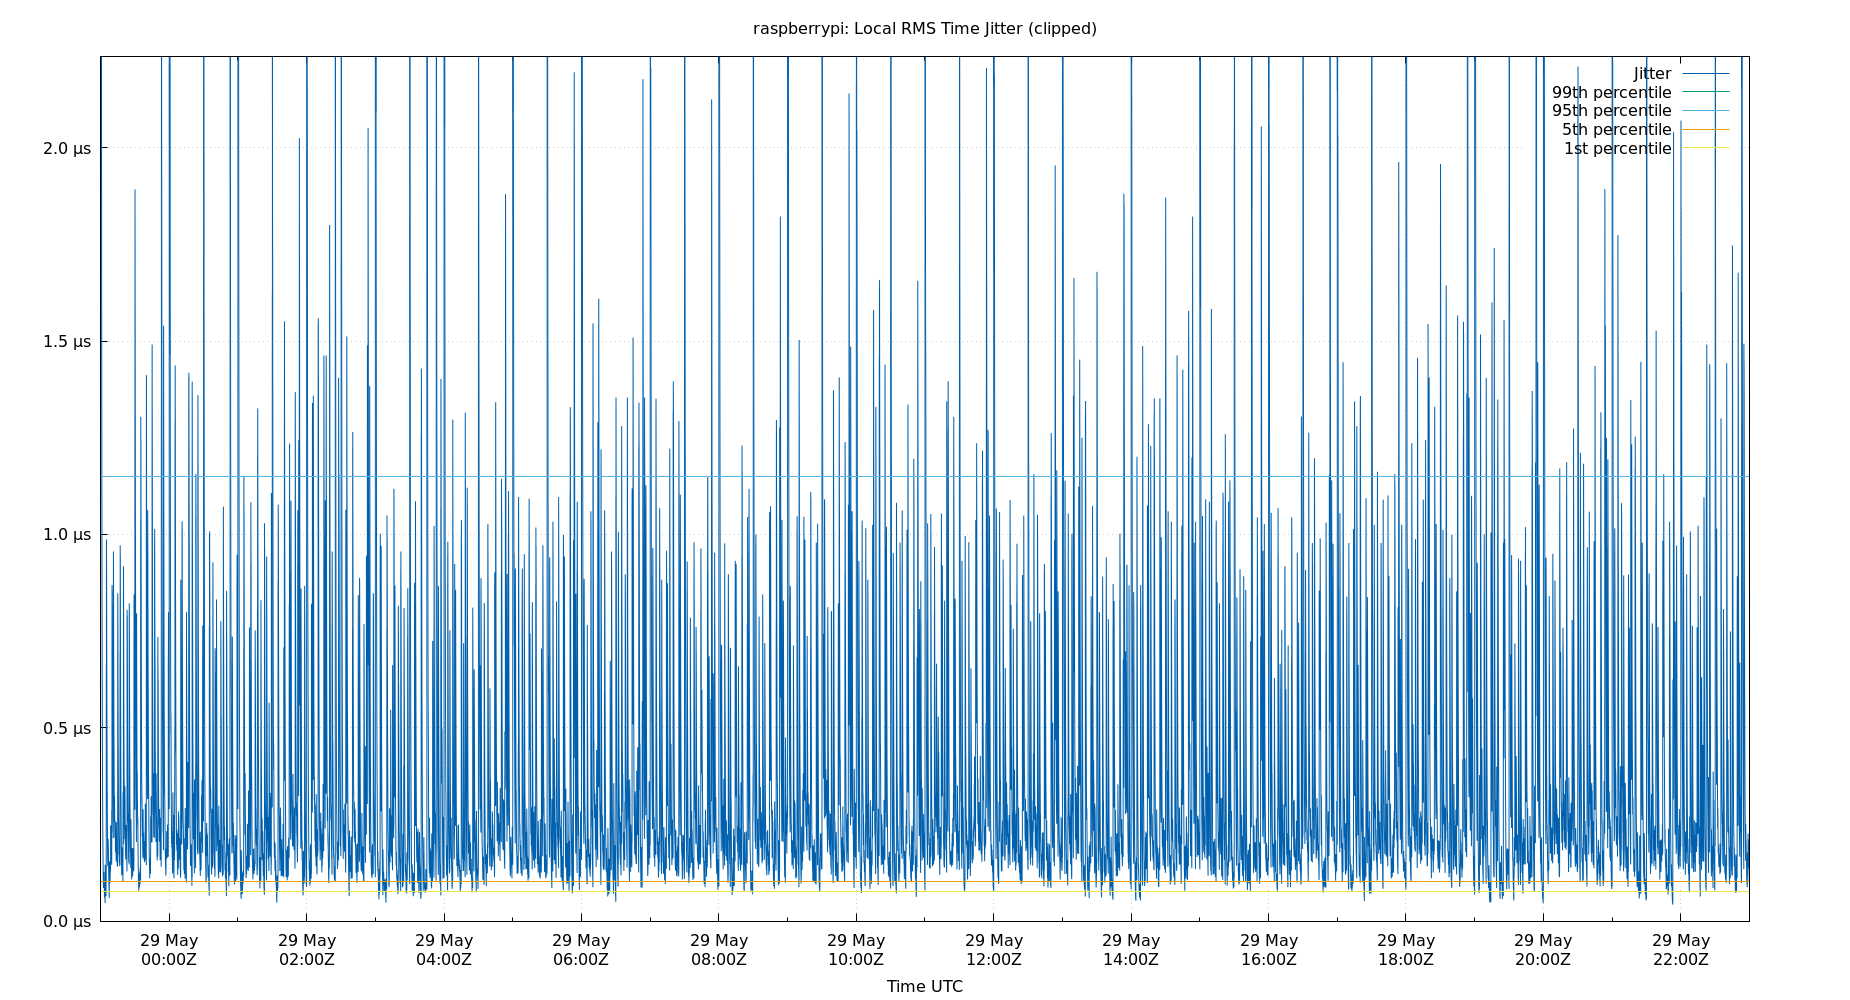 raspberrypi: Local RMS Time Jitter (clipped)
Jitter
99th percentile
95th percentile
5th percentile
1st percentile
2.0 µs
1.5 µs
1.0 µs
0.5 µs
0.0 µs
29 May 29 May 29 May 29 May 29 May 29 May 29 May 29 May 29 May 29 May 29 May 29 May
00:00Z 02:00Z 04:00Z 06:00Z 08:00Z 10:00Z 12:00Z 14:00Z 16:00Z 18:00Z 20:00Z 22:00Z
Time UTC